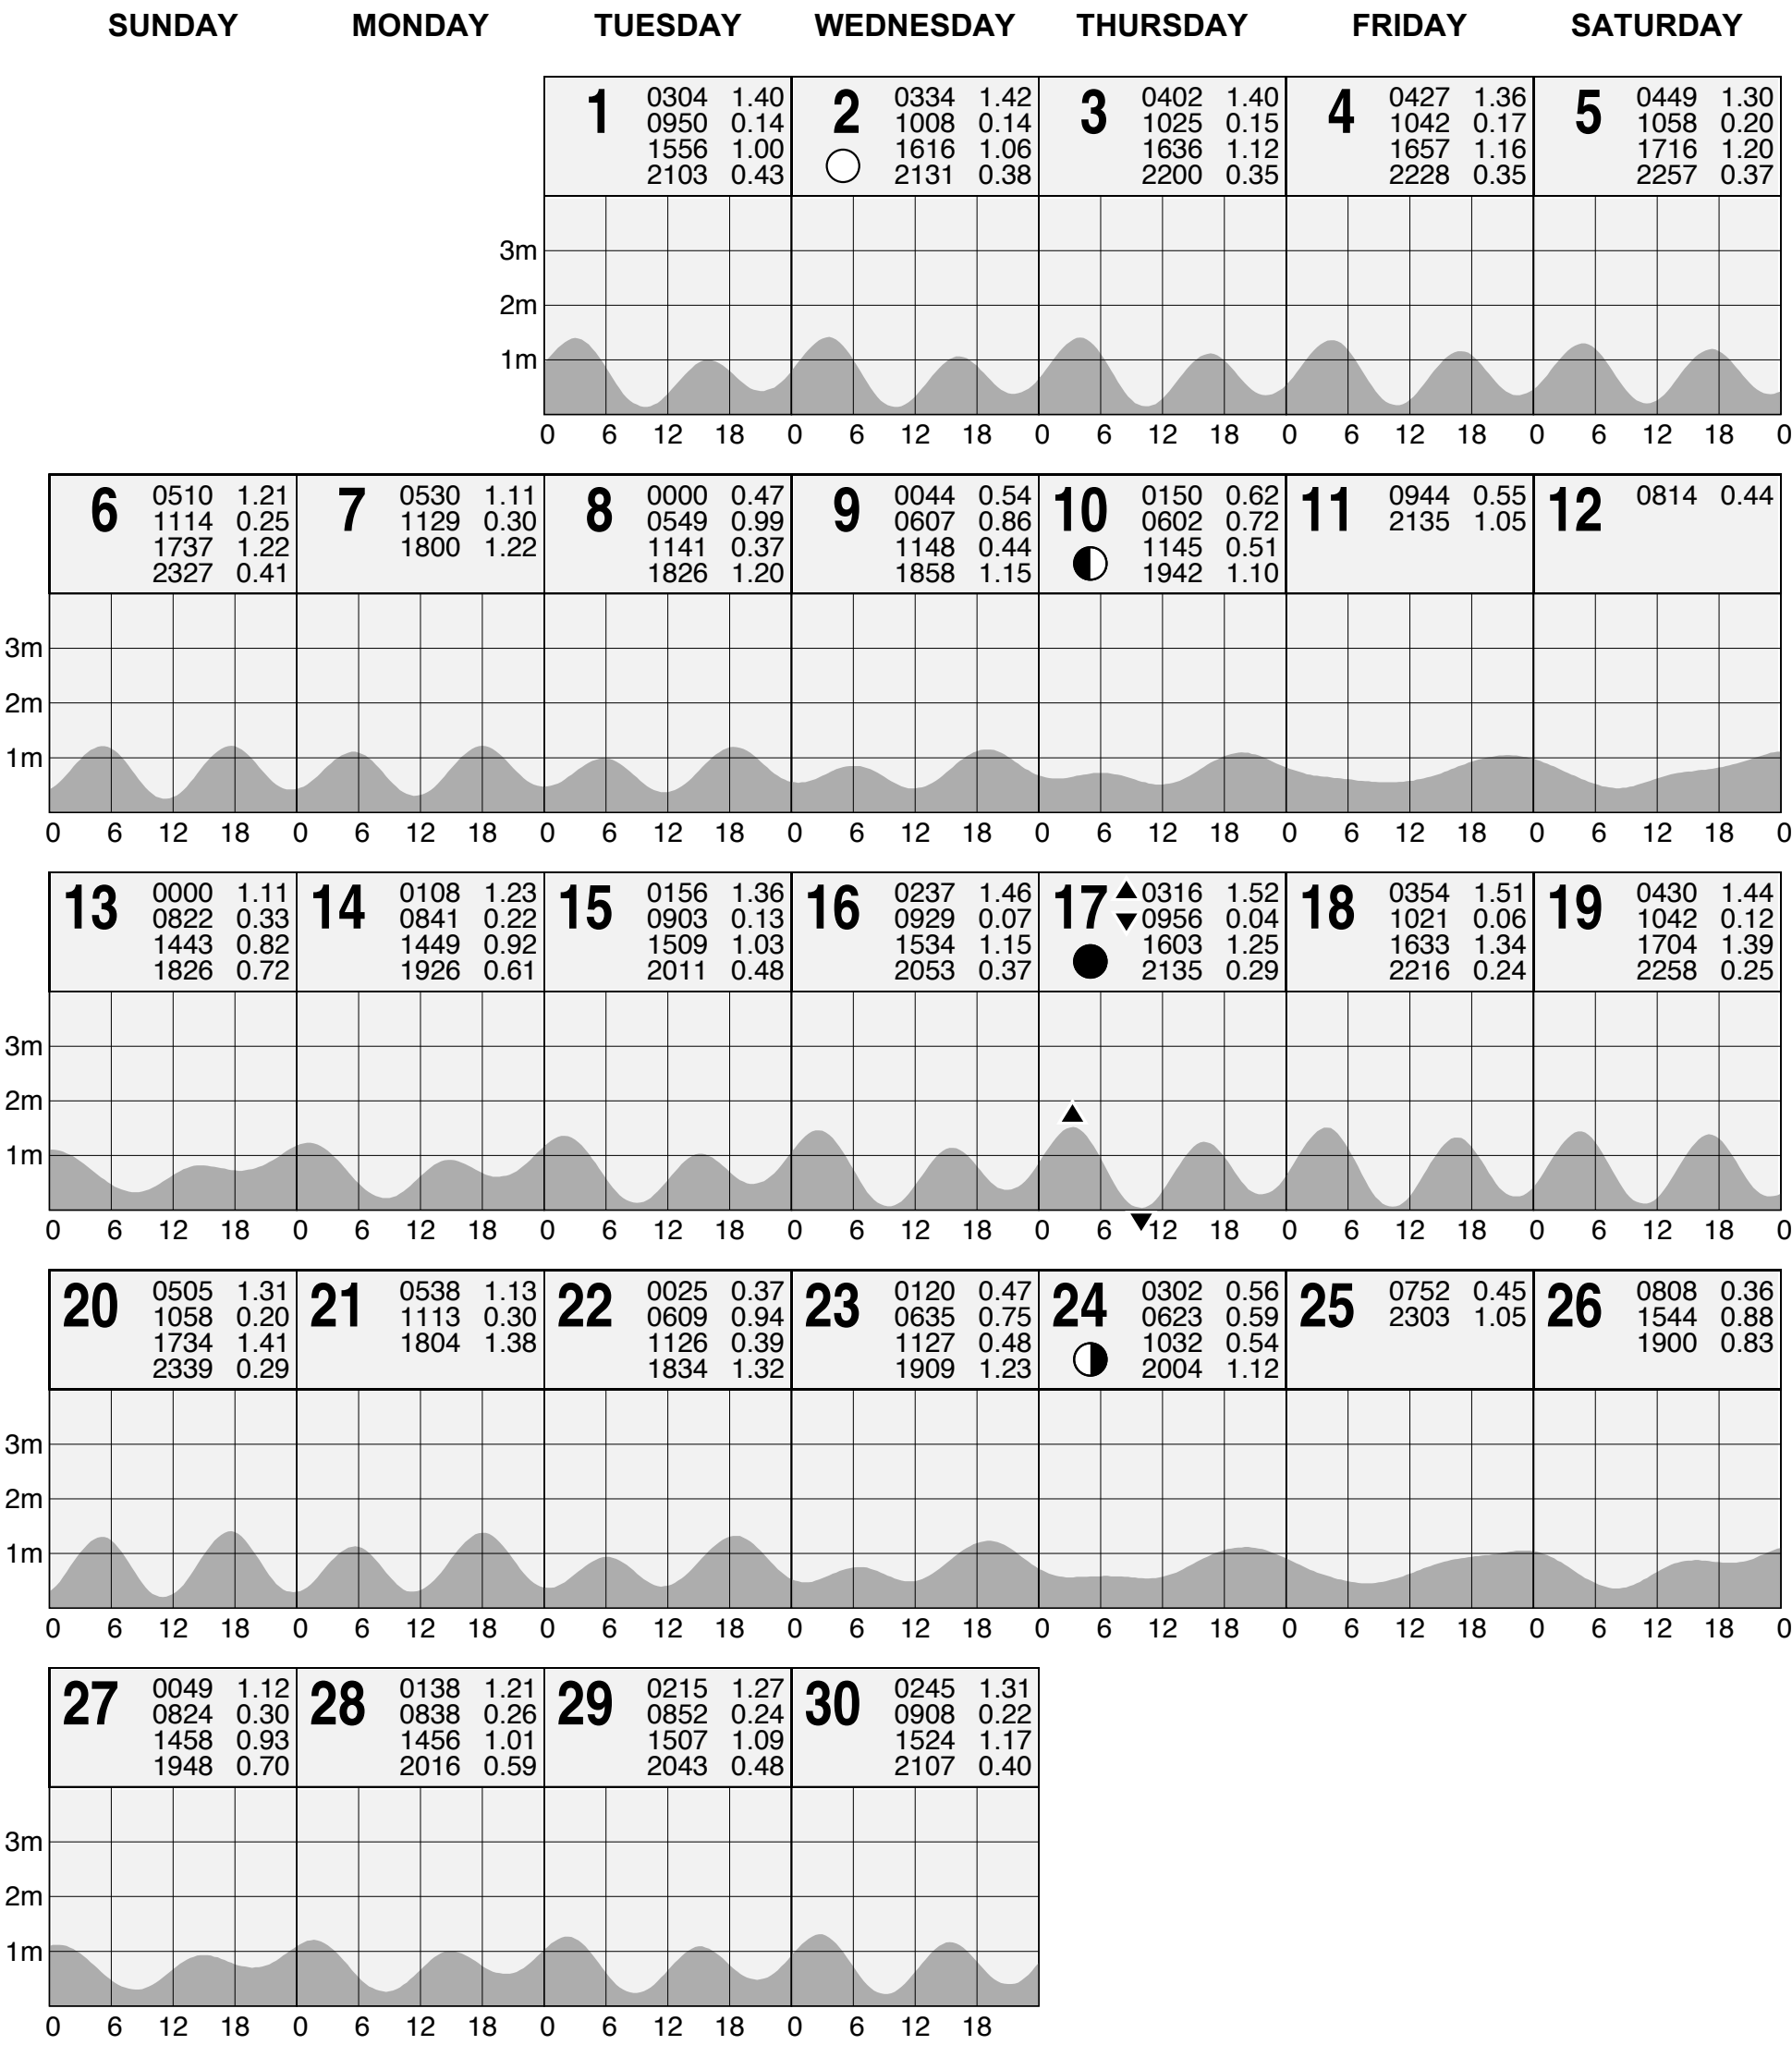 SUNDAY MONDAY TUESDAY WEDNESDAY THURSDAY FRIDAY SATURDAY
1 0304 1.40 2 0334 1.42 3 0402 1.40 4 0427 1.36 5 0449 1.30
0950 0.14 1008 0.14 1025 0.15 1042 0.17 1058 0.20
1556 1.00 1616 1.06 1636 1.12 1657 1.16 1716 1.20
2103 0.43 2131 0.38 2200 0.35 2228 0.35 2257 0.37
3m
2m
1m
0 6 12 18 0 6 12 18 0 6 12 18 0 6 12 18 0 6 12 18 0
6 0510 1.21 7 0530 1.11 8 0000 0.47 9 0044 0.54 10 0150 0.62 11 0944 0.55 12 0814 0.44
1114 0.25 1129 0.30 0549 0.99 0607 0.86 0602 0.72 2135 1.05
1737 1.22 1800 1.22 1141 0.37 1148 0.44 1145 0.51
2327 0.41 1826 1.20 1858 1.15 1942 1.10
3m
2m
1m
0 6 12 18 0 6 12 18 0 6 12 18 0 6 12 18 0 6 12 18 0 6 12 18 0 6 12 18 0
13 0000 1.11 14 0108 1.23 15 0156 1.36 16 0237 1.46 17 0316 1.52 18 0354 1.51 19 0430 1.44
0822 0.33 0841 0.22 0903 0.13 0929 0.07 0956 0.04 1021 0.06 1042 0.12
1443 0.82 1449 0.92 1509 1.03 1534 1.15 1603 1.25 1633 1.34 1704 1.39
1826 0.72 1926 0.61 2011 0.48 2053 0.37 2135 0.29 2216 0.24 2258 0.25
3m
2m
1m
0 6 12 18 0 6 12 18 0 6 12 18 0 6 12 18 0 6 12 18 0 6 12 18 0 6 12 18 0
20 0505 1.31 21 0538 1.13 22 0025 0.37 23 0120 0.47 24 0302 0.56 25 0752 0.45 26 0808 0.36
1058 0.20 1113 0.30 0609 0.94 0635 0.75 0623 0.59 2303 1.05 1544 0.88
1734 1.41 1804 1.38 1126 0.39 1127 0.48 1032 0.54 1900 0.83
2339 0.29 1834 1.32 1909 1.23 2004 1.12
3m
2m
1m
0 6 12 18 0 6 12 18 0 6 12 18 0 6 12 18 0 6 12 18 0 6 12 18 0 6 12 18 0
27 0049 1.12 28 0138 1.21 29 0215 1.27 30 0245 1.31
0824 0.30 0838 0.26 0852 0.24 0908 0.22
1458 0.93 1456 1.01 1507 1.09 1524 1.17
1948 0.70 2016 0.59 2043 0.48 2107 0.40
3m
2m
1m
0 6 12 18 0 6 12 18 0 6 12 18 0 6 12 18